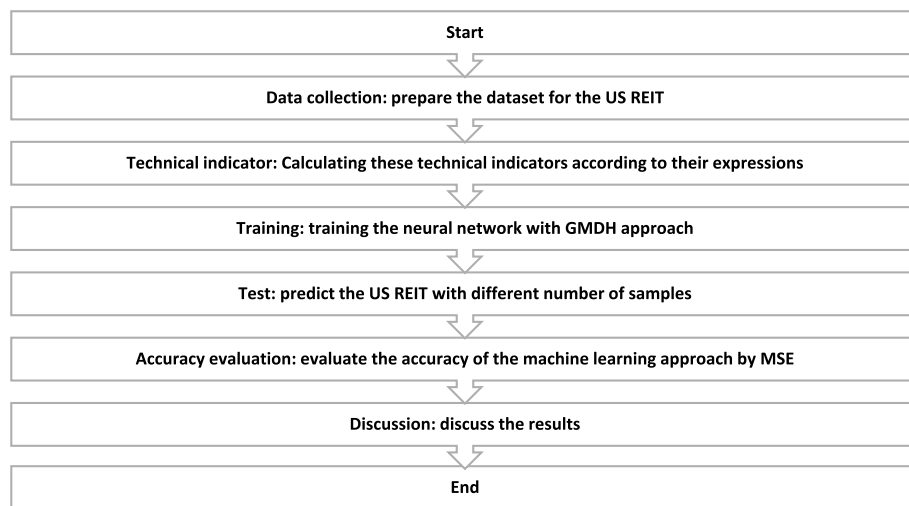 Start
Data collection: prepare the dataset for the US REIT
Technical indicator: Calculating these technical indicators according to their expressions
Training: training the neural network with GMDH approach
Test: predict the US REIT with different number of samples
Accuracy evaluation: evaluate the accuracy of the machine learning approach by MSE
Discussion: discuss the results
End